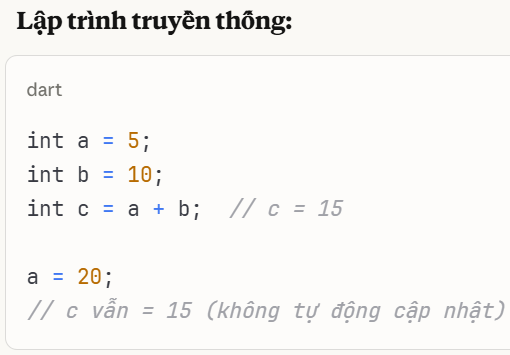 Lập trình truyền thống:
dart
int a = 5;
int b = 10;
int c = a + b;  // c = 15
a = 20;
// c vẫn = 15 (không tự động cập nhật)